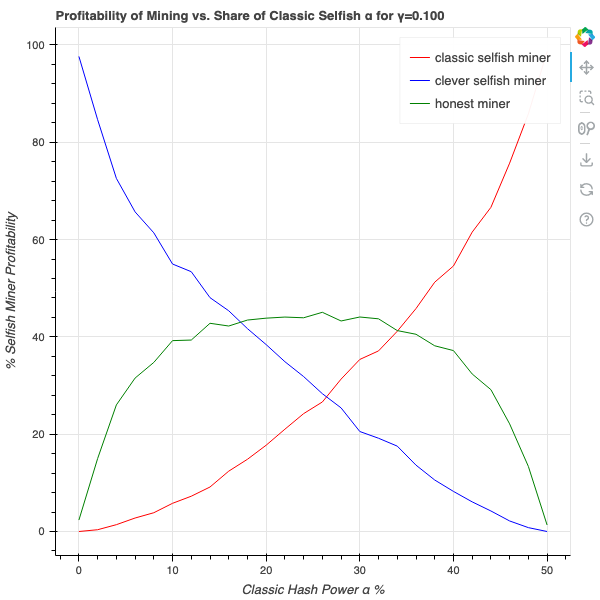 Profitability of Mining vs. Share of Classic Selfish α for γ=0.100
100
80
60
40
20
0
% Selfish Miner Profitability
classic selfish miner
clever selfish miner
honest miner
0 10 20 30 40 50
Classic Hash Power α %